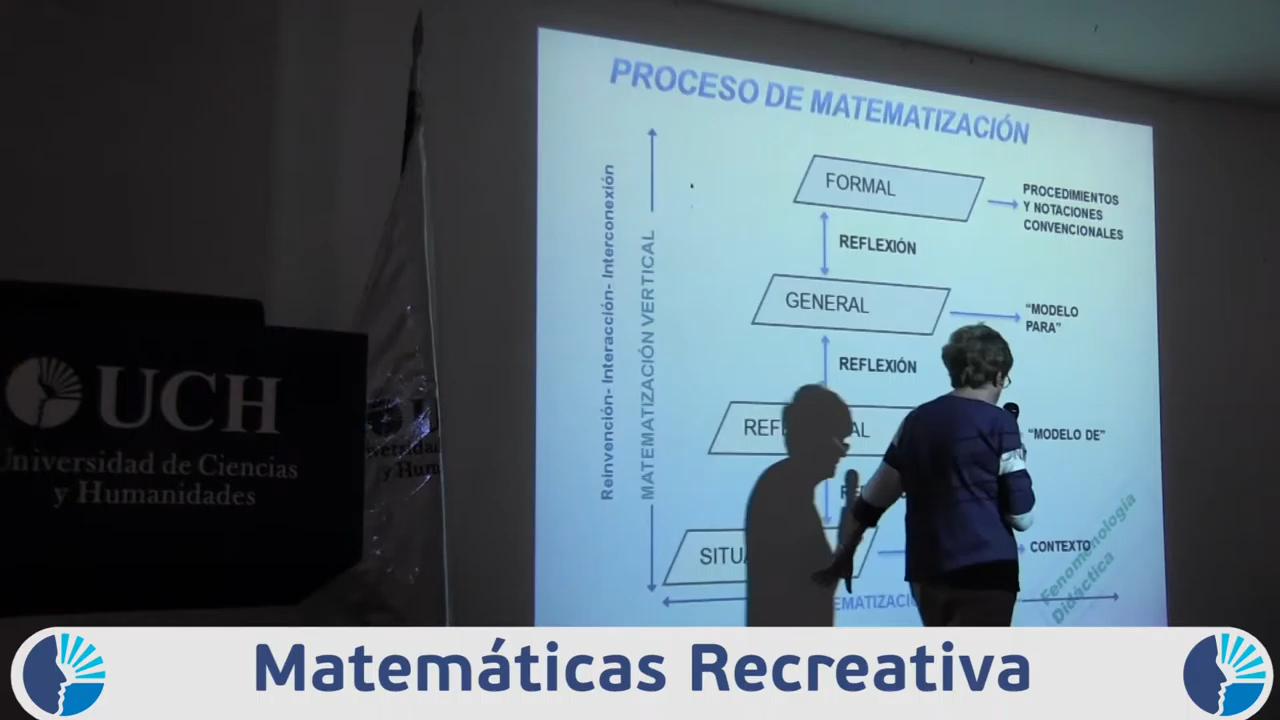 PROCESO DE MATEMATIZACIÓN
Reinvención- Interacción- Interconexión
MATEMATIZACIÓN VERTICAL
FORMAL
PROCEDIMIENTOS
Y NOTACIONES
CONVENCIONALES
REFLEXIÓN
GENERAL
“MODELO
PARA”
REFLEXIÓN
“MODELO DE”
CONTEXTO
Fenomenología
Didáctica
UCH
Universidad de Ciencias
y Humanidades
Matemáticas Recreativa